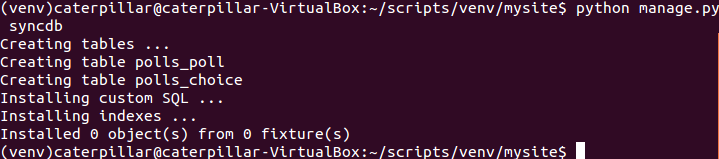 (venv)caterpillar@caterpillar-VirtualBox:~/scripts/venv/mysite$ python manage.py
 syncdb
Creating tables ...
Creating table polls_poll
Creating table polls_choice
Installing custom SQL ...
Installing indexes ...
Installed 0 object(s) from 0 fixture(s)
(venv)caterpillar@caterpillar-VirtualBox:~/scripts/venv/mysite$